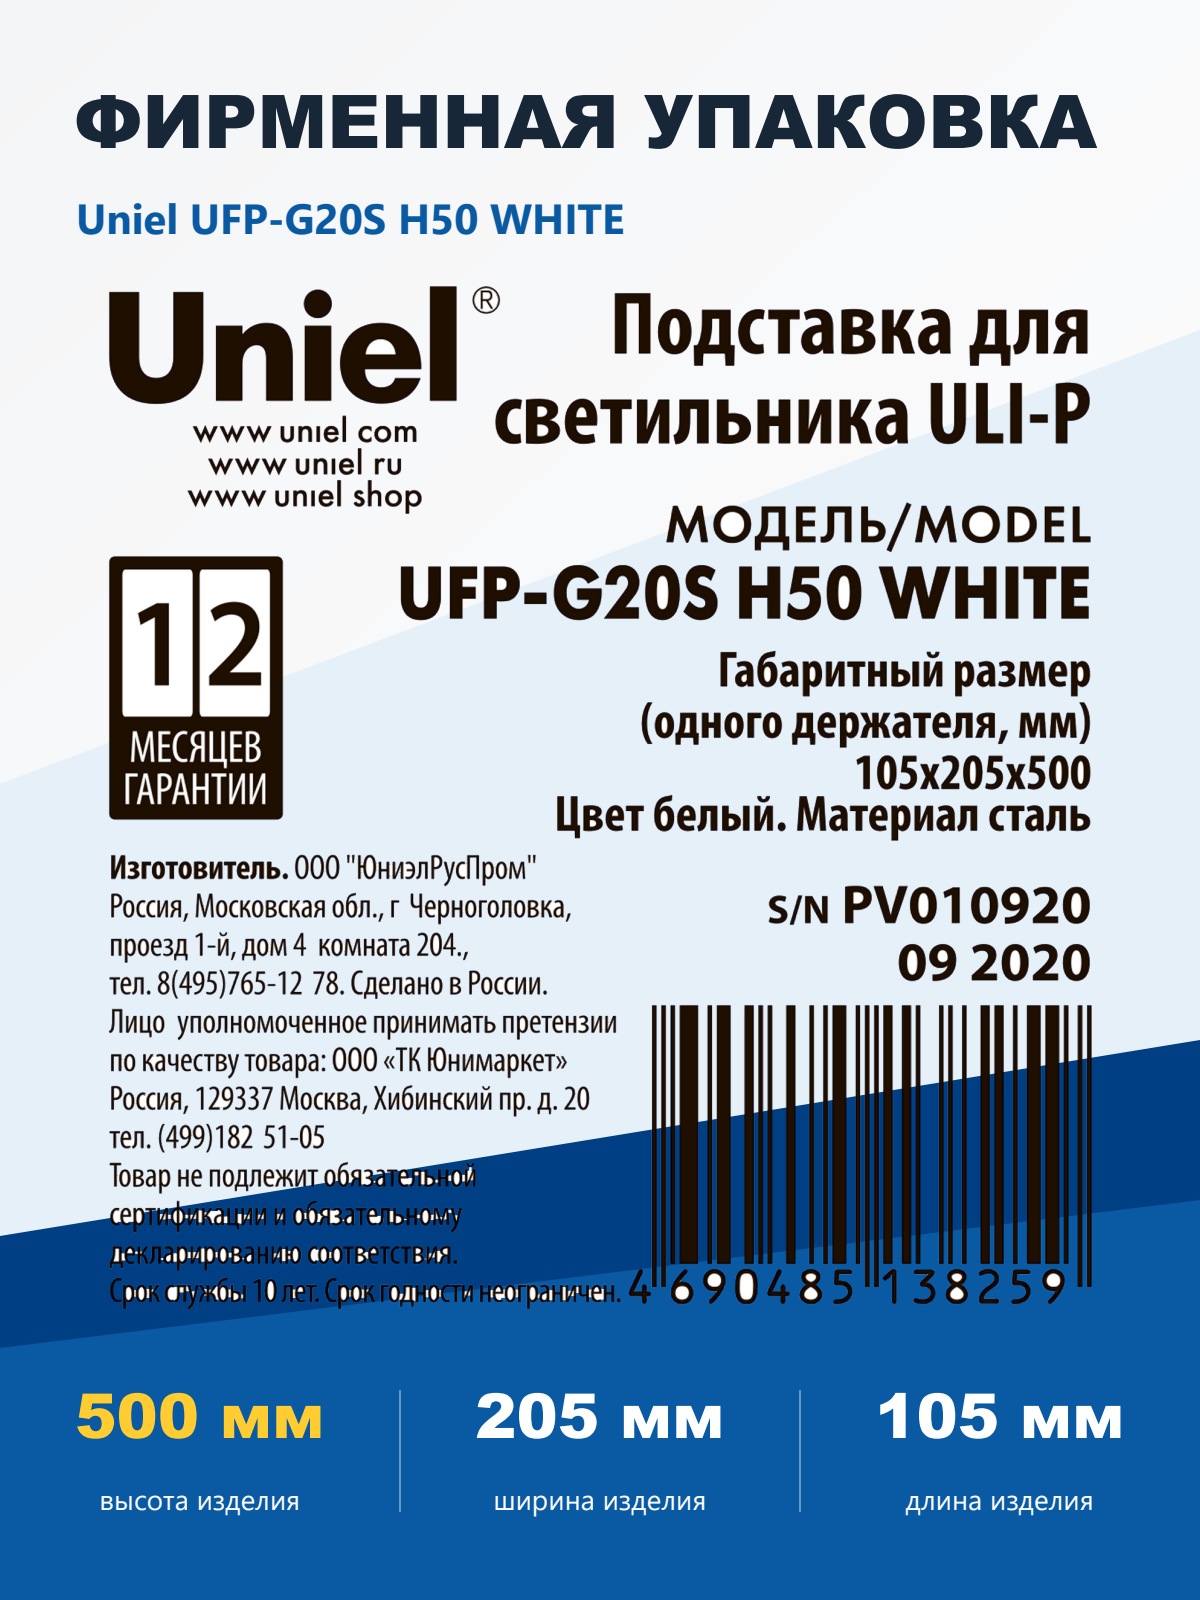 ФИРМЕННАЯ УПАКОВКА
Uniel UFP-G20S H50 WHITE
Uniel®
www uniel com
www uniel ru
www uniel shop
Подставка для
светильника ULI-P
МОДЕЛЬ/MODEL
UFP-G20S H50 WHITE
12
МЕСЯЦЕВ
ГАРАНТИИ
Габаритный размер
(одного держателя, мм)
105x205x500
Цвет белый. Материал сталь
Изготовитель. ООО "ЮниэлРусПром"
Россия, Московская обл., г Черноголовка,
проезд 1-й, дом 4 комната 204.,
тел. 8(495)765-12 78. Сделано в России.
Лицо уполномоченное принимать претензии
по качеству товара: ООО «ТК Юнимаркет»
Россия, 129337 Москва, Хибинский пр. д. 20
тел. (499)182 51-05
Товар не подлежит обязательной
сертификации и обязательному
декларированию соответствия.
Срок службы 10 лет. Срок годности неограничен.
S/N PV010920
09 2020
4 690485 138259
500 мм
высота изделия
205 мм
ширина изделия
105 мм
длина изделия